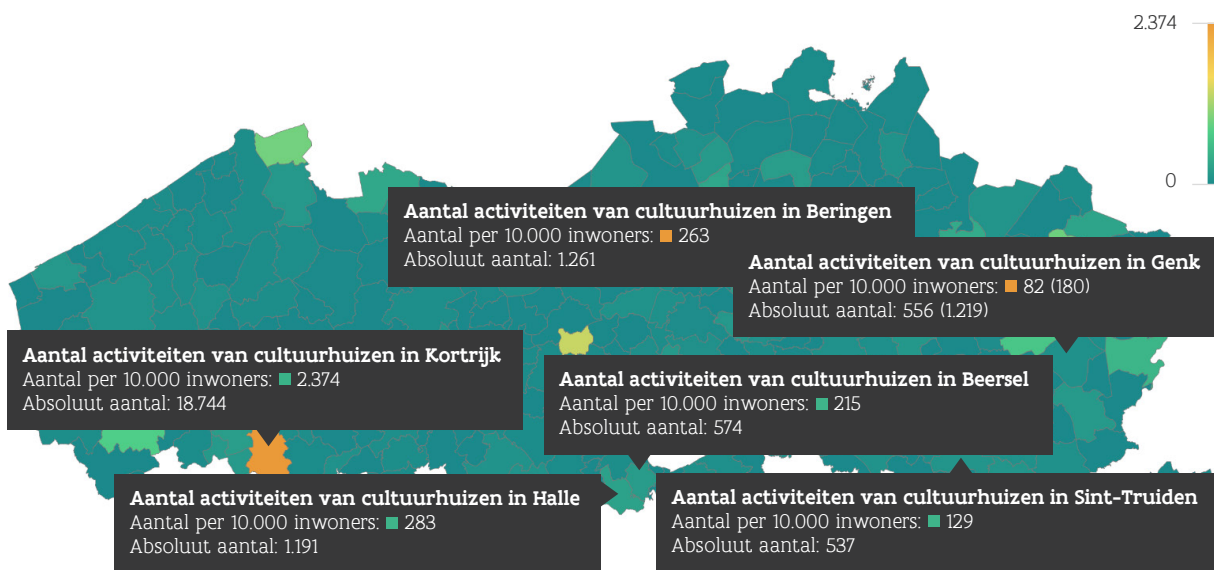 2.374
0
Aantal activiteiten van cultuurhuizen in Beringen
Aantal per 10.000 inwoners: 263
Absoluut aantal: 1.261
Aantal activiteiten van cultuurhuizen in Genk
Aantal per 10.000 inwoners: 82 (180)
Absoluut aantal: 556 (1.219)
Aantal activiteiten van cultuurhuizen in Kortrijk
Aantal per 10.000 inwoners: 2.374
Absoluut aantal: 18.744
Aantal activiteiten van cultuurhuizen in Beersel
Aantal per 10.000 inwoners: 215
Absoluut aantal: 574
Aantal activiteiten van cultuurhuizen in Halle
Aantal per 10.000 inwoners: 283
Absoluut aantal: 1.191
Aantal activiteiten van cultuurhuizen in Sint-Truiden
Aantal per 10.000 inwoners: 129
Absoluut aantal: 537